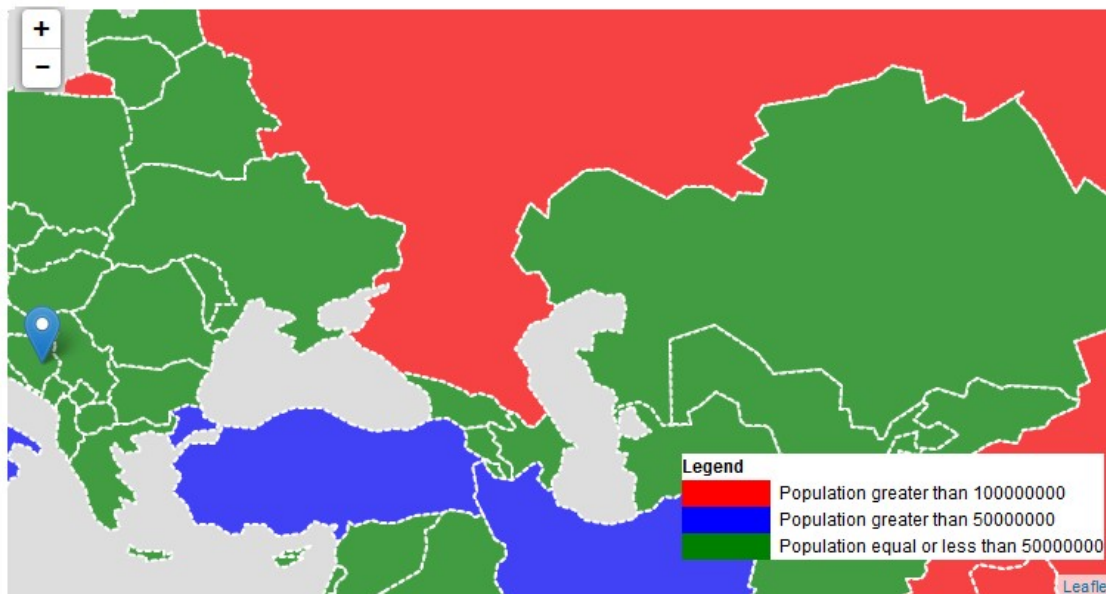 +
−
Legend
Population greater than 100000000
Population greater than 50000000
Population equal or less than 50000000
Leafle